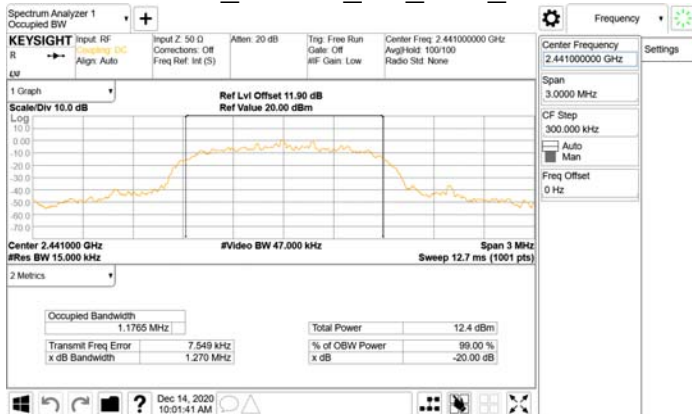 Spectrum Analyzer 1
Occupied BW
Frequency
KEYSIGHT
R
LXI
Input: RF
Coupling: DC
Align: Auto
Input Z: 50 Ω
Corrections: Off
Freq Ref: Int (S)
Atten: 20 dB
Trig: Free Run
Gate: Off
#IF Gain: Low
Center Freq: 2.441000000 GHz
Avg|Hold: 100/100
Radio Std: None
Center Frequency
2.441000000 GHz
Settings
Span
3.0000 MHz
CF Step
300.000 kHz
Auto
Man
Freq Offset
0 Hz
1 Graph
Scale/Div 10.0 dB
Ref Lvl Offset 11.90 dB
Ref Value 20.00 dBm
Log
10.0
0.00
-10.0
-20.0
-30.0
-40.0
-50.0
-60.0
-70.0
Center 2.441000 GHz
#Res BW 15.000 kHz
#Video BW 47.000 kHz
Span 3 MHz
Sweep 12.7 ms (1001 pts)
2 Metrics
Occupied Bandwidth
1.1765 MHz
Total Power 12.4 dBm
Transmit Freq Error 7.549 kHz
% of OBW Power 99.00 %
x dB Bandwidth 1.270 MHz
x dB -20.00 dB
?
Dec 14, 2020
10:01:41 AM